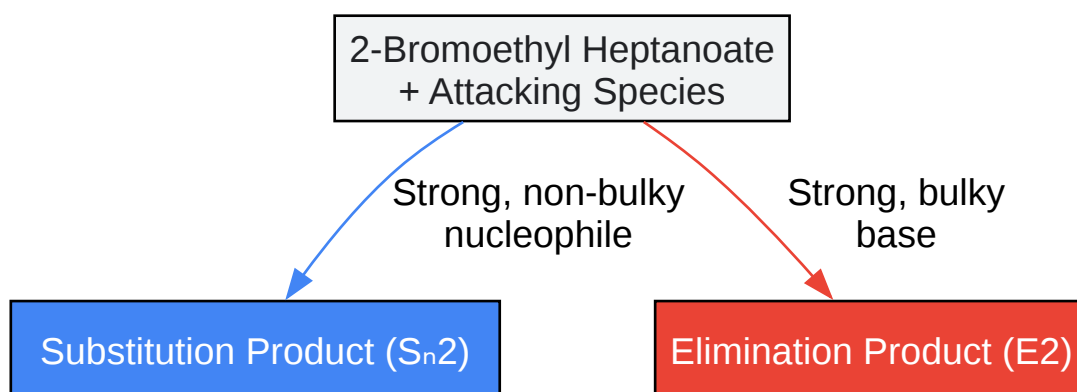 2-Bromoethyl Heptanoate
+ Attacking Species
Strong, non-bulky
nucleophile
Strong, bulky
base
Substitution Product (Sₙ2)
Elimination Product (E2)